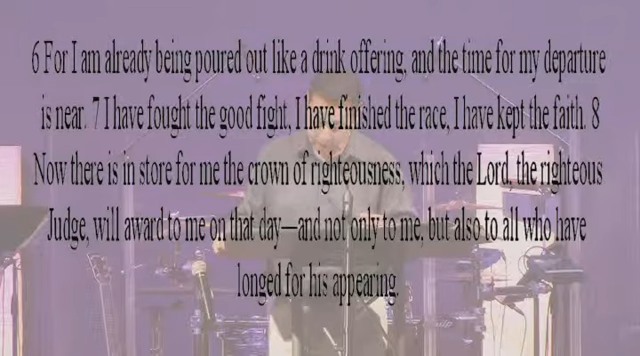 6 For I am already being poured out like a drink offering, and the time for my departure
is near. 7 I have fought the good fight, I have finished the race, I have kept the faith. 8
Now there is in store for me the crown of righteousness, which the Lord, the righteous
Judge, will award to me on that day—and not only to me, but also to all who have
longed for his appearing.